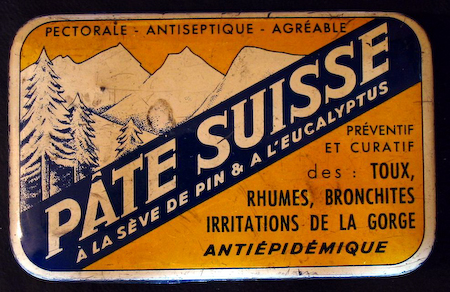 PECTORALE - ANTISEPTIQUE - AGRÉABLE
PÂTE SUISSE
À LA SÈVE DE PIN & A L'EUCALYPTUS
PRÉVENTIF
ET CURATIF
des : TOUX,
RHUMES, BRONCHITES
IRRITATIONS DE LA GORGE
ANTIÉPIDÉMIQUE